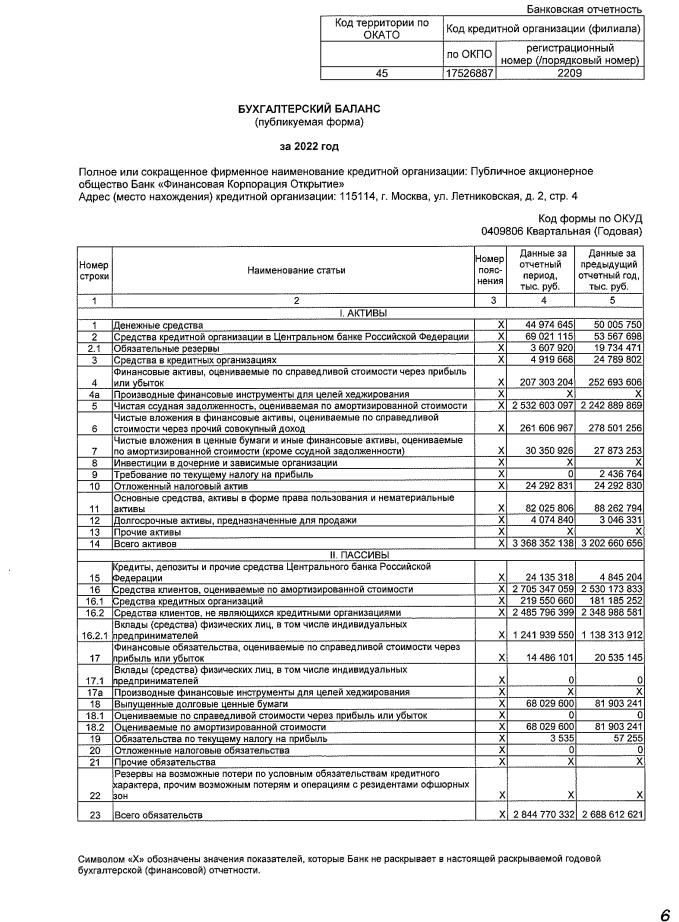 Банковская отчетность
Код территории по ОКАТО | Код кредитной организации (филиала)
по ОКПО | регистрационный номер (/порядковый номер)
45 | 17526887 | 2209
БУХГАЛТЕРСКИЙ БАЛАНС
(публикуемая форма)
за 2022 год
Полное или сокращенное фирменное наименование кредитной организации: Публичное акционерное
общество Банк «Финансовая Корпорация Открытие»
Адрес (место нахождения) кредитной организации: 115114, г. Москва, ул. Летниковская, д. 2, стр. 4
Код формы по ОКУД
0409806 Квартальная (Годовая)
Номер строки | Наименование статьи | Номер пояс-нения | Данные за отчетный период, тыс. руб. | Данные за предыдущий отчетный год, тыс. руб.
1 | 2 | 3 | 4 | 5
I. АКТИВЫ
1 | Денежные средства | X | 44 974 645 | 50 005 750
2 | Средства кредитной организации в Центральном банке Российской Федерации | X | 69 021 115 | 53 567 698
2.1 | Обязательные резервы | X | 3 607 920 | 19 734 471
3 | Средства в кредитных организациях | X | 4 919 668 | 24 789 802
4 | Финансовые активы, оцениваемые по справедливой стоимости через прибыль или убыток | X | 207 303 204 | 252 693 606
4а | Производные финансовые инструменты для целей хеджирования | X | X | X
5 | Чистая ссудная задолженность, оцениваемая по амортизированной стоимости | X | 2 532 603 097 | 2 242 889 869
6 | Чистые вложения в финансовые активы, оцениваемые по справедливой стоимости через прочий совокупный доход | X | 261 606 967 | 278 501 256
7 | Чистые вложения в ценные бумаги и иные финансовые активы, оцениваемые по амортизированной стоимости (кроме ссудной задолженности) | X | 30 350 926 | 27 873 253
8 | Инвестиции в дочерние и зависимые организации | X | X | X
9 | Требование по текущему налогу на прибыль | X | 0 | 2 436 764
10 | Отложенный налоговый актив | X | 24 292 831 | 24 292 830
11 | Основные средства, активы в форме права пользования и нематериальные активы | X | 82 025 806 | 88 262 794
12 | Долгосрочные активы, предназначенные для продажи | X | 4 074 840 | 3 046 331
13 | Прочие активы | X | X | X
14 | Всего активов | X | 3 368 352 138 | 3 202 660 656
II. ПАССИВЫ
15 | Кредиты, депозиты и прочие средства Центрального банка Российской Федерации | X | 24 135 318 | 4 845 204
16 | Средства клиентов, оцениваемые по амортизированной стоимости | X | 2 705 347 059 | 2 530 173 833
16.1 | Средства кредитных организаций | X | 219 550 660 | 181 185 252
16.2 | Средства клиентов, не являющихся кредитными организациями | X | 2 485 796 399 | 2 348 988 581
16.2.1 | Вклады (средства) физических лиц, в том числе индивидуальных предпринимателей | X | 1 241 939 550 | 1 138 313 912
17 | Финансовые обязательства, оцениваемые по справедливой стоимости через прибыль или убыток | X | 14 486 101 | 20 535 145
17.1 | Вклады (средства) физических лиц, в том числе индивидуальных предпринимателей | X | 0 | 0
17а | Производные финансовые инструменты для целей хеджирования | X | X | X
18 | Выпущенные долговые ценные бумаги | X | 68 029 600 | 81 903 241
18.1 | Оцениваемые по справедливой стоимости через прибыль или убыток | X | 0 | 0
18.2 | Оцениваемые по амортизированной стоимости | X | 68 029 600 | 81 903 241
19 | Обязательства по текущему налогу на прибыль | X | 3 535 | 57 255
20 | Отложенные налоговые обязательства | X | 0 | 0
21 | Прочие обязательства | X | X | X
22 | Резервы на возможные потери по условным обязательствам кредитного характера, прочим возможным потерям и операциям с резидентами офшорных зон | X | X | X
23 | Всего обязательств | X | 2 844 770 332 | 2 688 612 621
Символом «X» обозначены значения показателей, которые Банк не раскрывает в настоящей раскрываемой годовой
бухгалтерской (финансовой) отчетности.
6